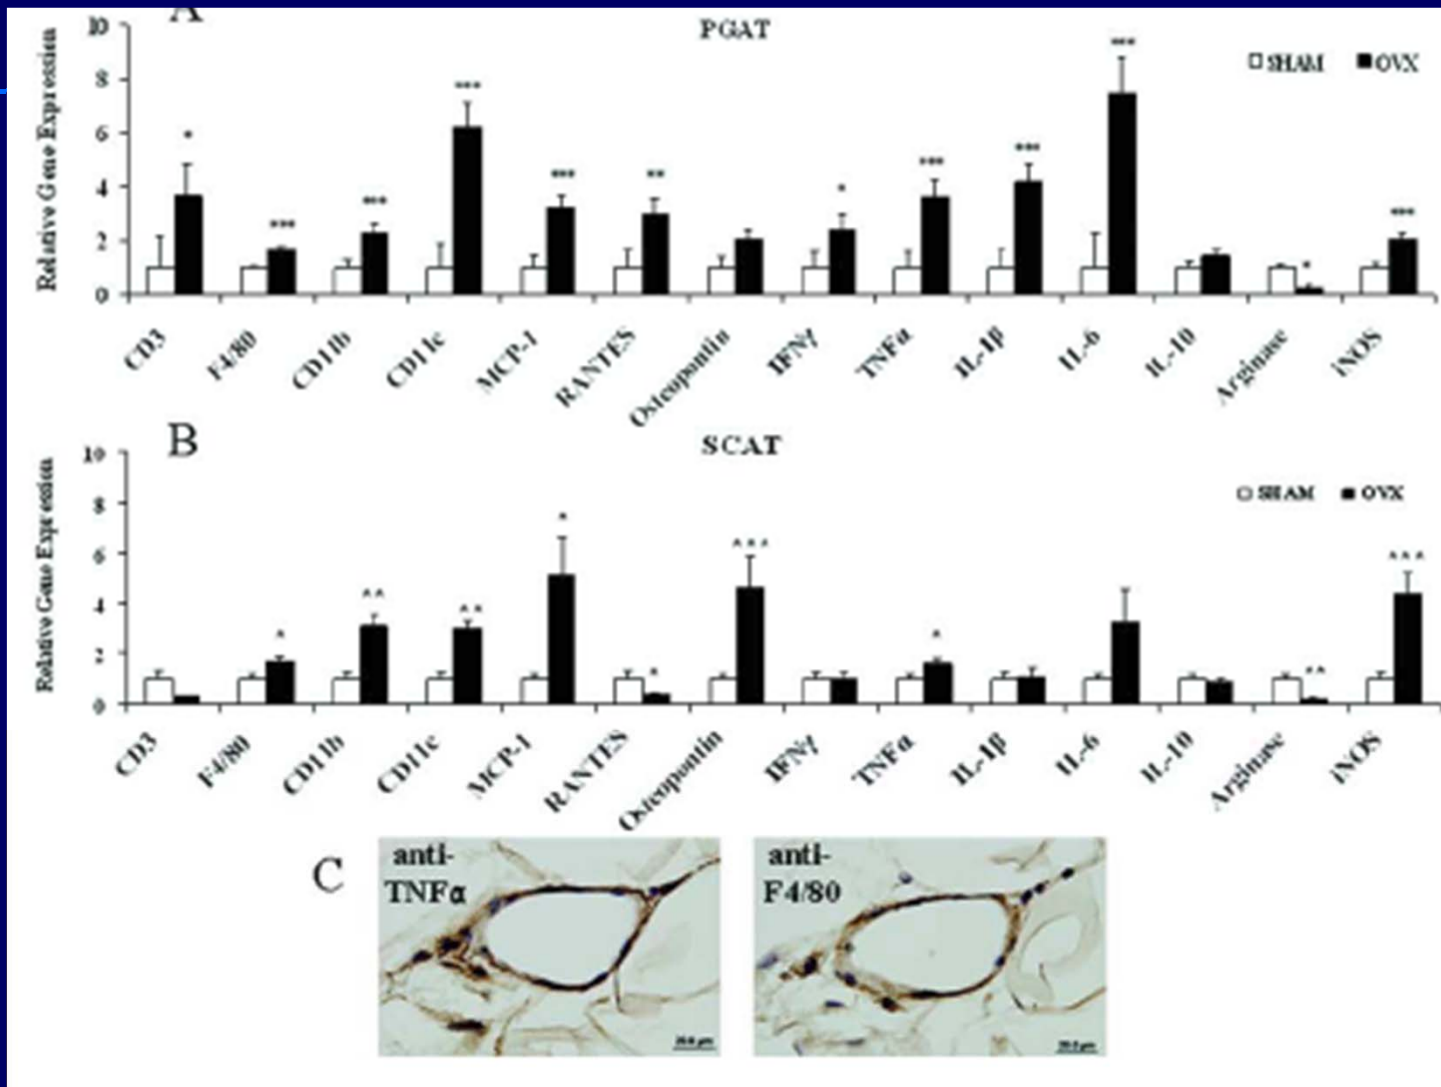 A
PGAT
10
8
6
4
2
0
Relative Gene Expression
SHAM OVX
*
***
***
***
***
**
*
***
***
***
*
***
CD3 F4/80 CD11b CD11c MCP-1 RANTES Osteopontin IFNγ TNFα IL-1β IL-6 IL-10 Arginase iNOS
B
SCAT
10
8
6
4
2
0
Relative Gene Expression
SHAM OVX
*
**
**
*
*
***
*
**
***
CD3 F4/80 CD11b CD11c MCP-1 RANTES Osteopontin IFNγ TNFα IL-1β IL-6 IL-10 Arginase iNOS
C
anti-
TNFα
anti-
F4/80